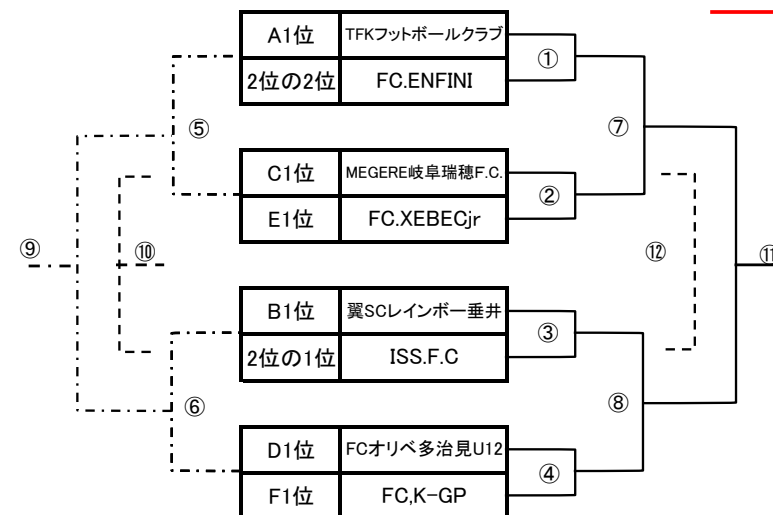 A1位 TFKフットボールクラブ
①
2位の2位 FC.ENFINI
⑤
⑦
C1位 MEGERE岐阜瑞穂F.C.
②
E1位 FC.XEBECjr
⑨
⑩
⑫
⑪
B1位 翼SCレインボー垂井
③
2位の1位 ISS.F.C
⑥
⑧
D1位 FCオリベ多治見U12
④
F1位 FC,K-GP